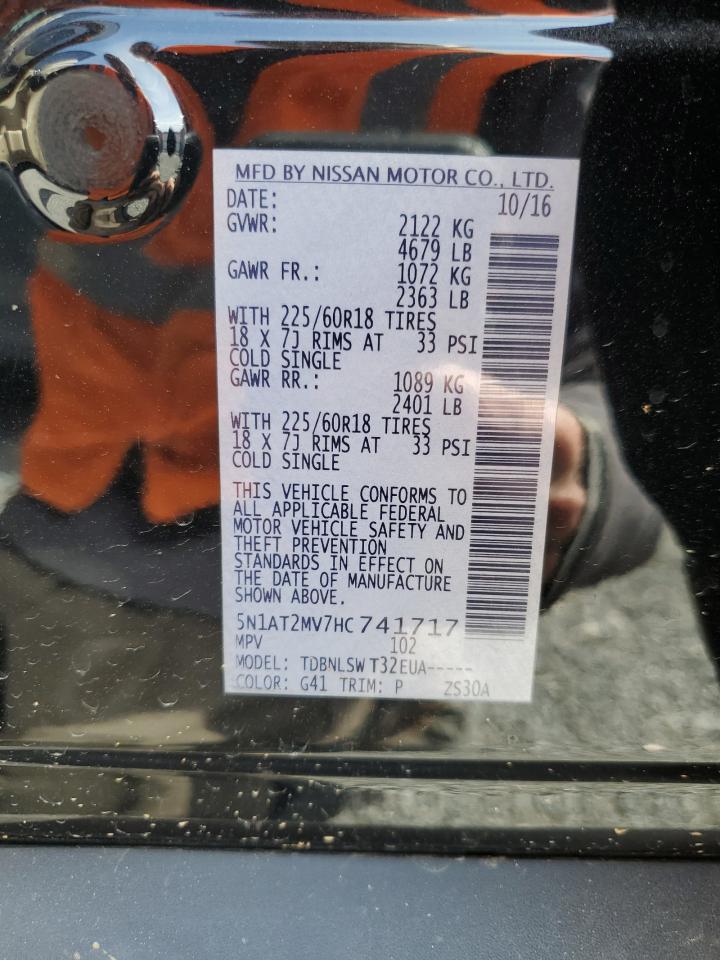 MFD BY NISSAN MOTOR CO., LTD.
DATE: 10/16
GVWR: 2122 KG
4679 LB
GAWR FR.: 1072 KG
2363 LB
WITH 225/60R18 TIRES
18 X 7J RIMS AT 33 PSI
COLD SINGLE
GAWR RR.: 1089 KG
2401 LB
WITH 225/60R18 TIRES
18 X 7J RIMS AT 33 PSI
COLD SINGLE
THIS VEHICLE CONFORMS TO
ALL APPLICABLE FEDERAL
MOTOR VEHICLE SAFETY AND
THEFT PREVENTION
STANDARDS IN EFFECT ON
THE DATE OF MANUFACTURE
SHOWN ABOVE.
5N1AT2MV7HC741717
MPV 102
MODEL: TDBNLSW T32EUA-----
COLOR: G41 TRIM: P ZS30A